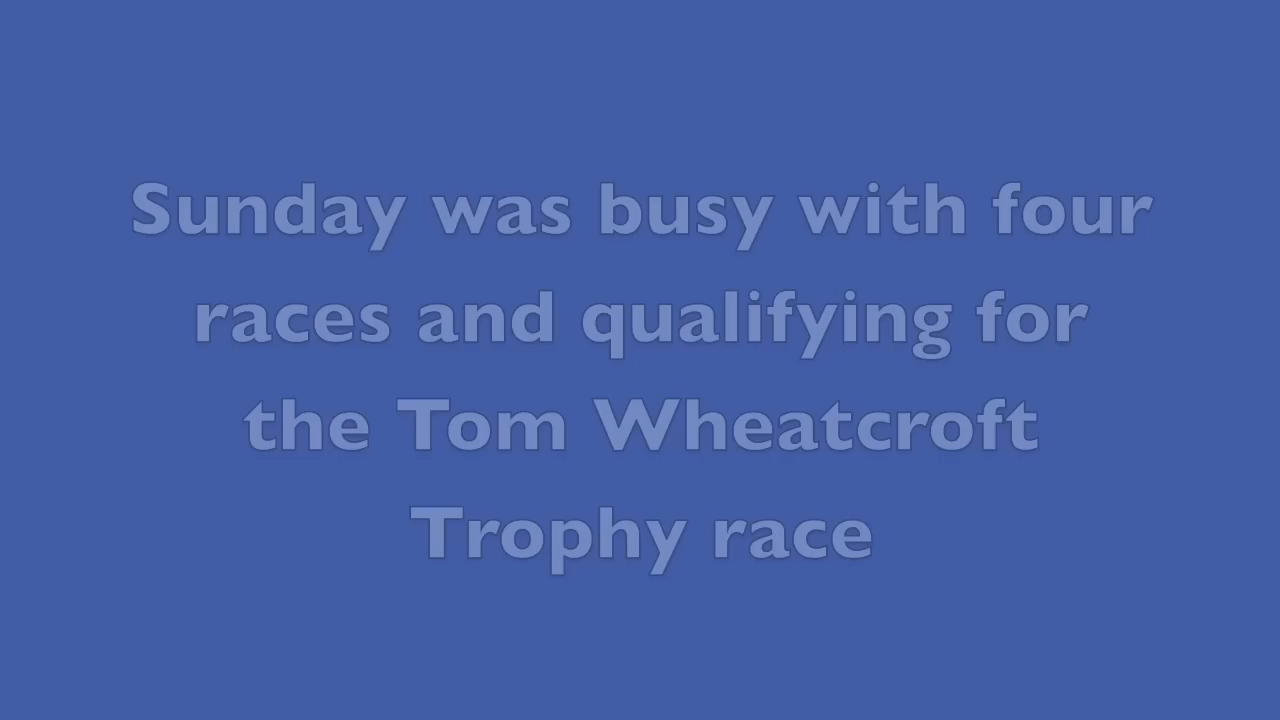 Sunday was busy with four
races and qualifying for
the Tom Wheatcroft
Trophy race